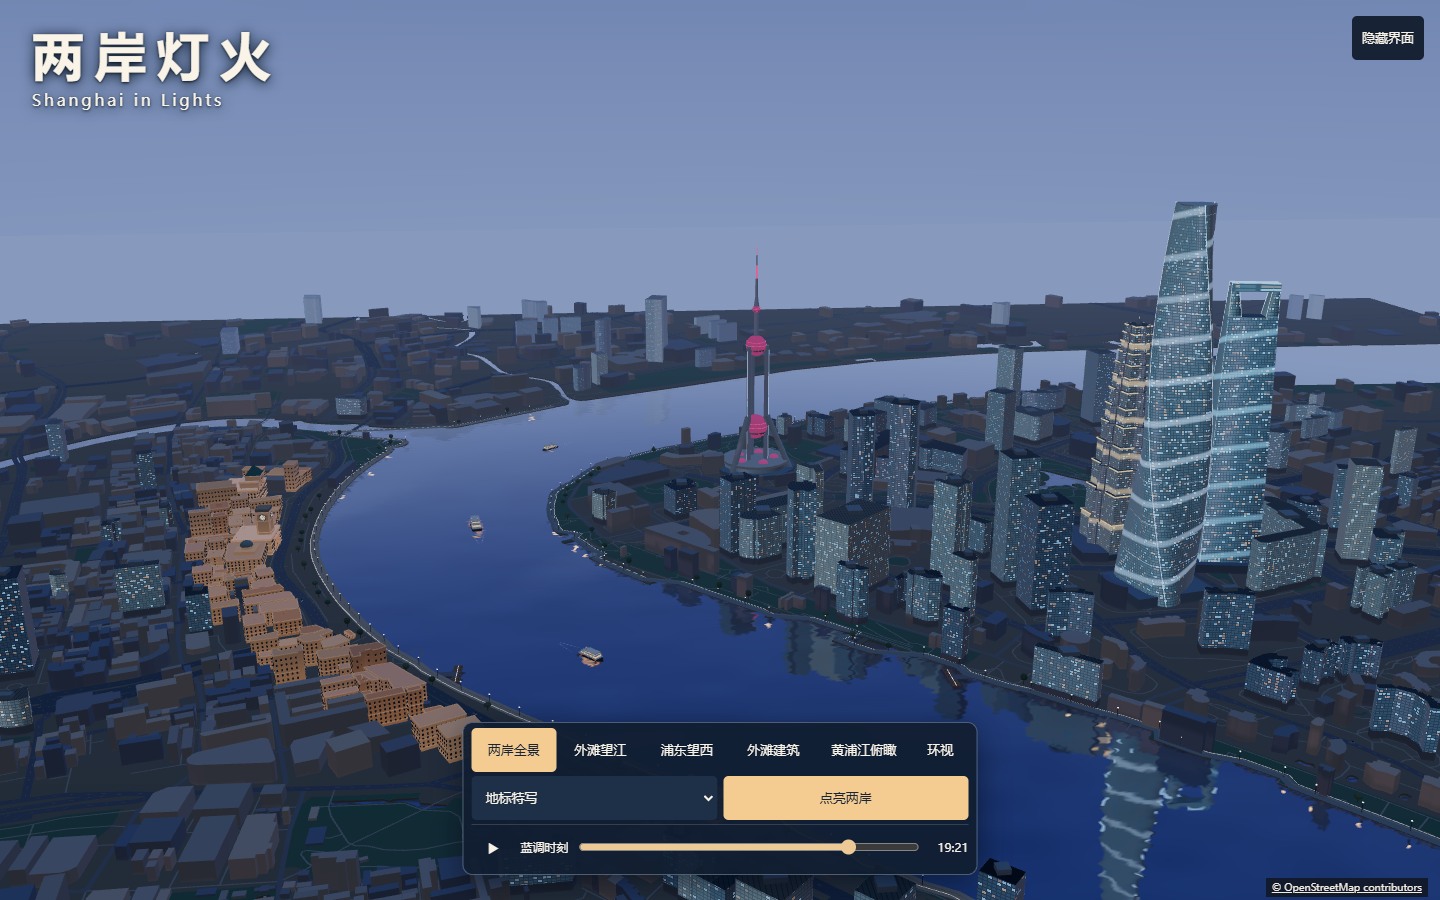 两岸灯火
Shanghai in Lights
隐藏界面
两岸全景 外滩望江 浦东望西 外滩建筑 黄浦江俯瞰 环视
地标特写 点亮两岸
蓝调时刻 19:21
© OpenStreetMap contributors